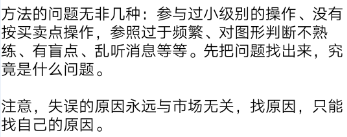 方法的问题无非几种：参与过小级别的操作、没有
按买卖点操作，参照过于频繁、对图形判断不熟
练、有盲点、乱听消息等等。先把问题找出来，究
竟是什么问题。
注意，失误的原因永远与市场无关，找原因，只能
找自己的原因。